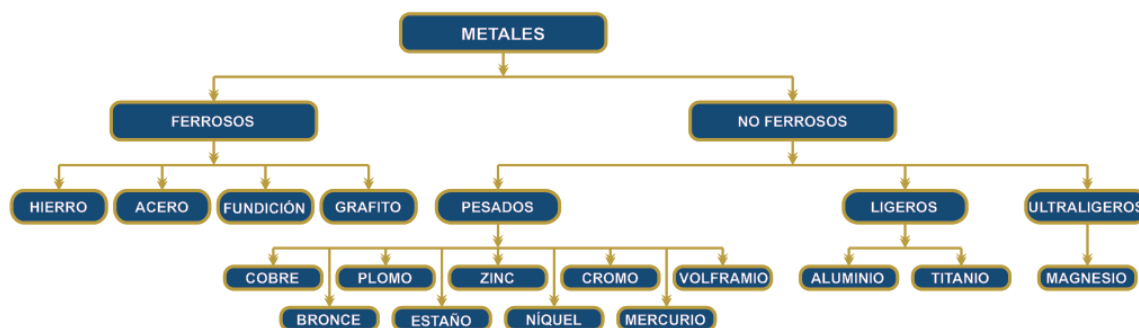 METALES
FERROSOS
NO FERROSOS
HIERRO
ACERO
FUNDICIÓN
GRAFITO
PESADOS
LIGEROS
ULTRALIGEROS
COBRE
PLOMO
ZINC
CROMO
VOLFRAMIO
ALUMINIO
TITANIO
MAGNESIO
BRONCE
ESTAÑO
NÍQUEL
MERCURIO